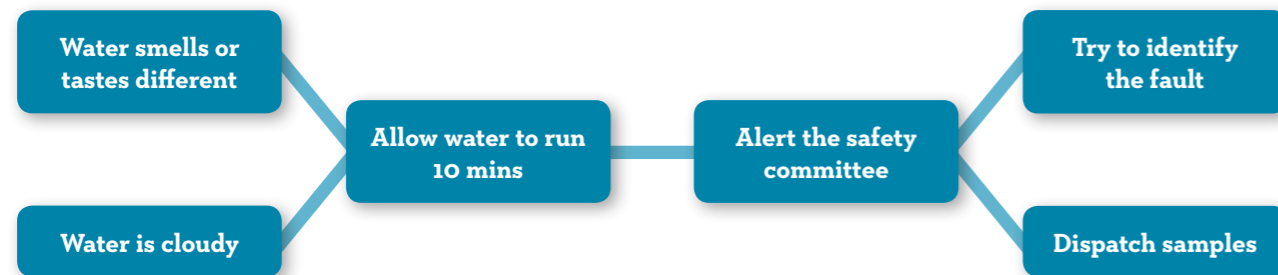 Water smells or
tastes different
Water is cloudy
Allow water to run
10 mins
Alert the safety
committee
Try to identify
the fault
Dispatch samples